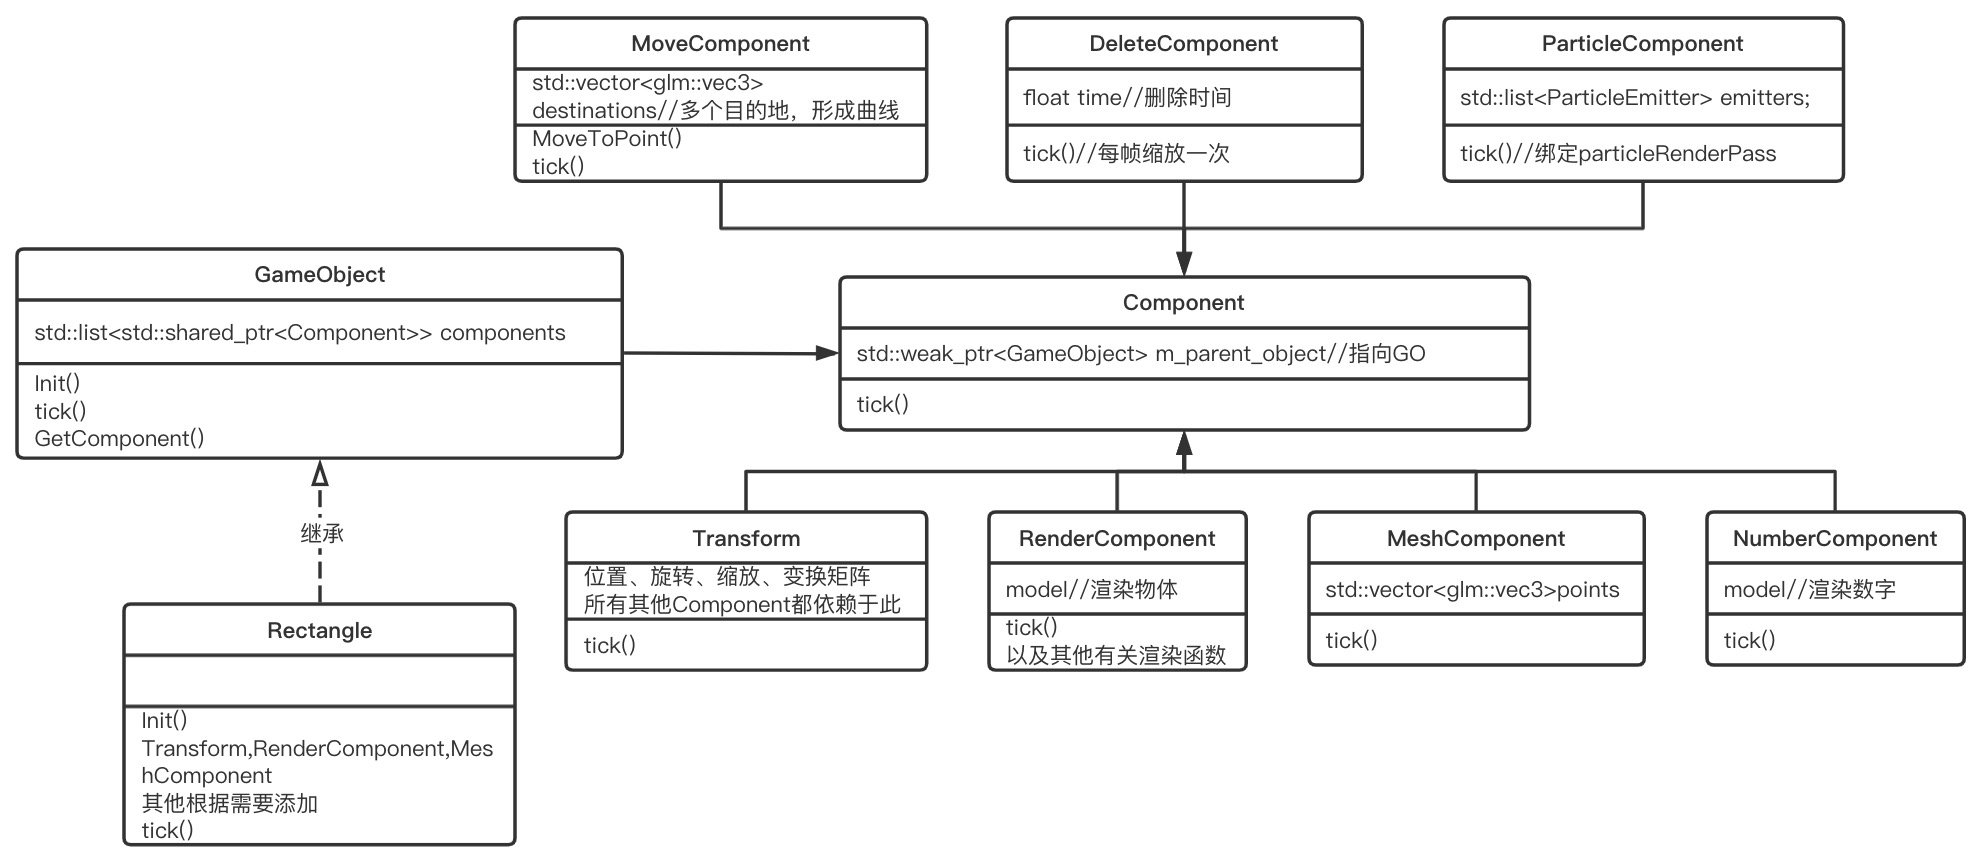 MoveComponent
std::vector<glm::vec3>
destinations//多个目的地，形成曲线
MoveToPoint()
tick()
DeleteComponent
float time//删除时间
tick()//每帧缩放一次
ParticleComponent
std::list<ParticleEmitter> emitters;
tick()//绑定particleRenderPass
GameObject
std::list<std::shared_ptr<Component>> components
Init()
tick()
GetComponent()
Component
std::weak_ptr<GameObject> m_parent_object//指向GO
tick()
继承
Rectangle
Init()
Transform,RenderComponent,Mes
hComponent
其他根据需要添加
tick()
Transform
位置、旋转、缩放、变换矩阵
所有其他Component都依赖于此
tick()
RenderComponent
model//渲染物体
tick()
以及其他有关渲染函数
MeshComponent
std::vector<glm::vec3>points
tick()
NumberComponent
model//渲染数字
tick()